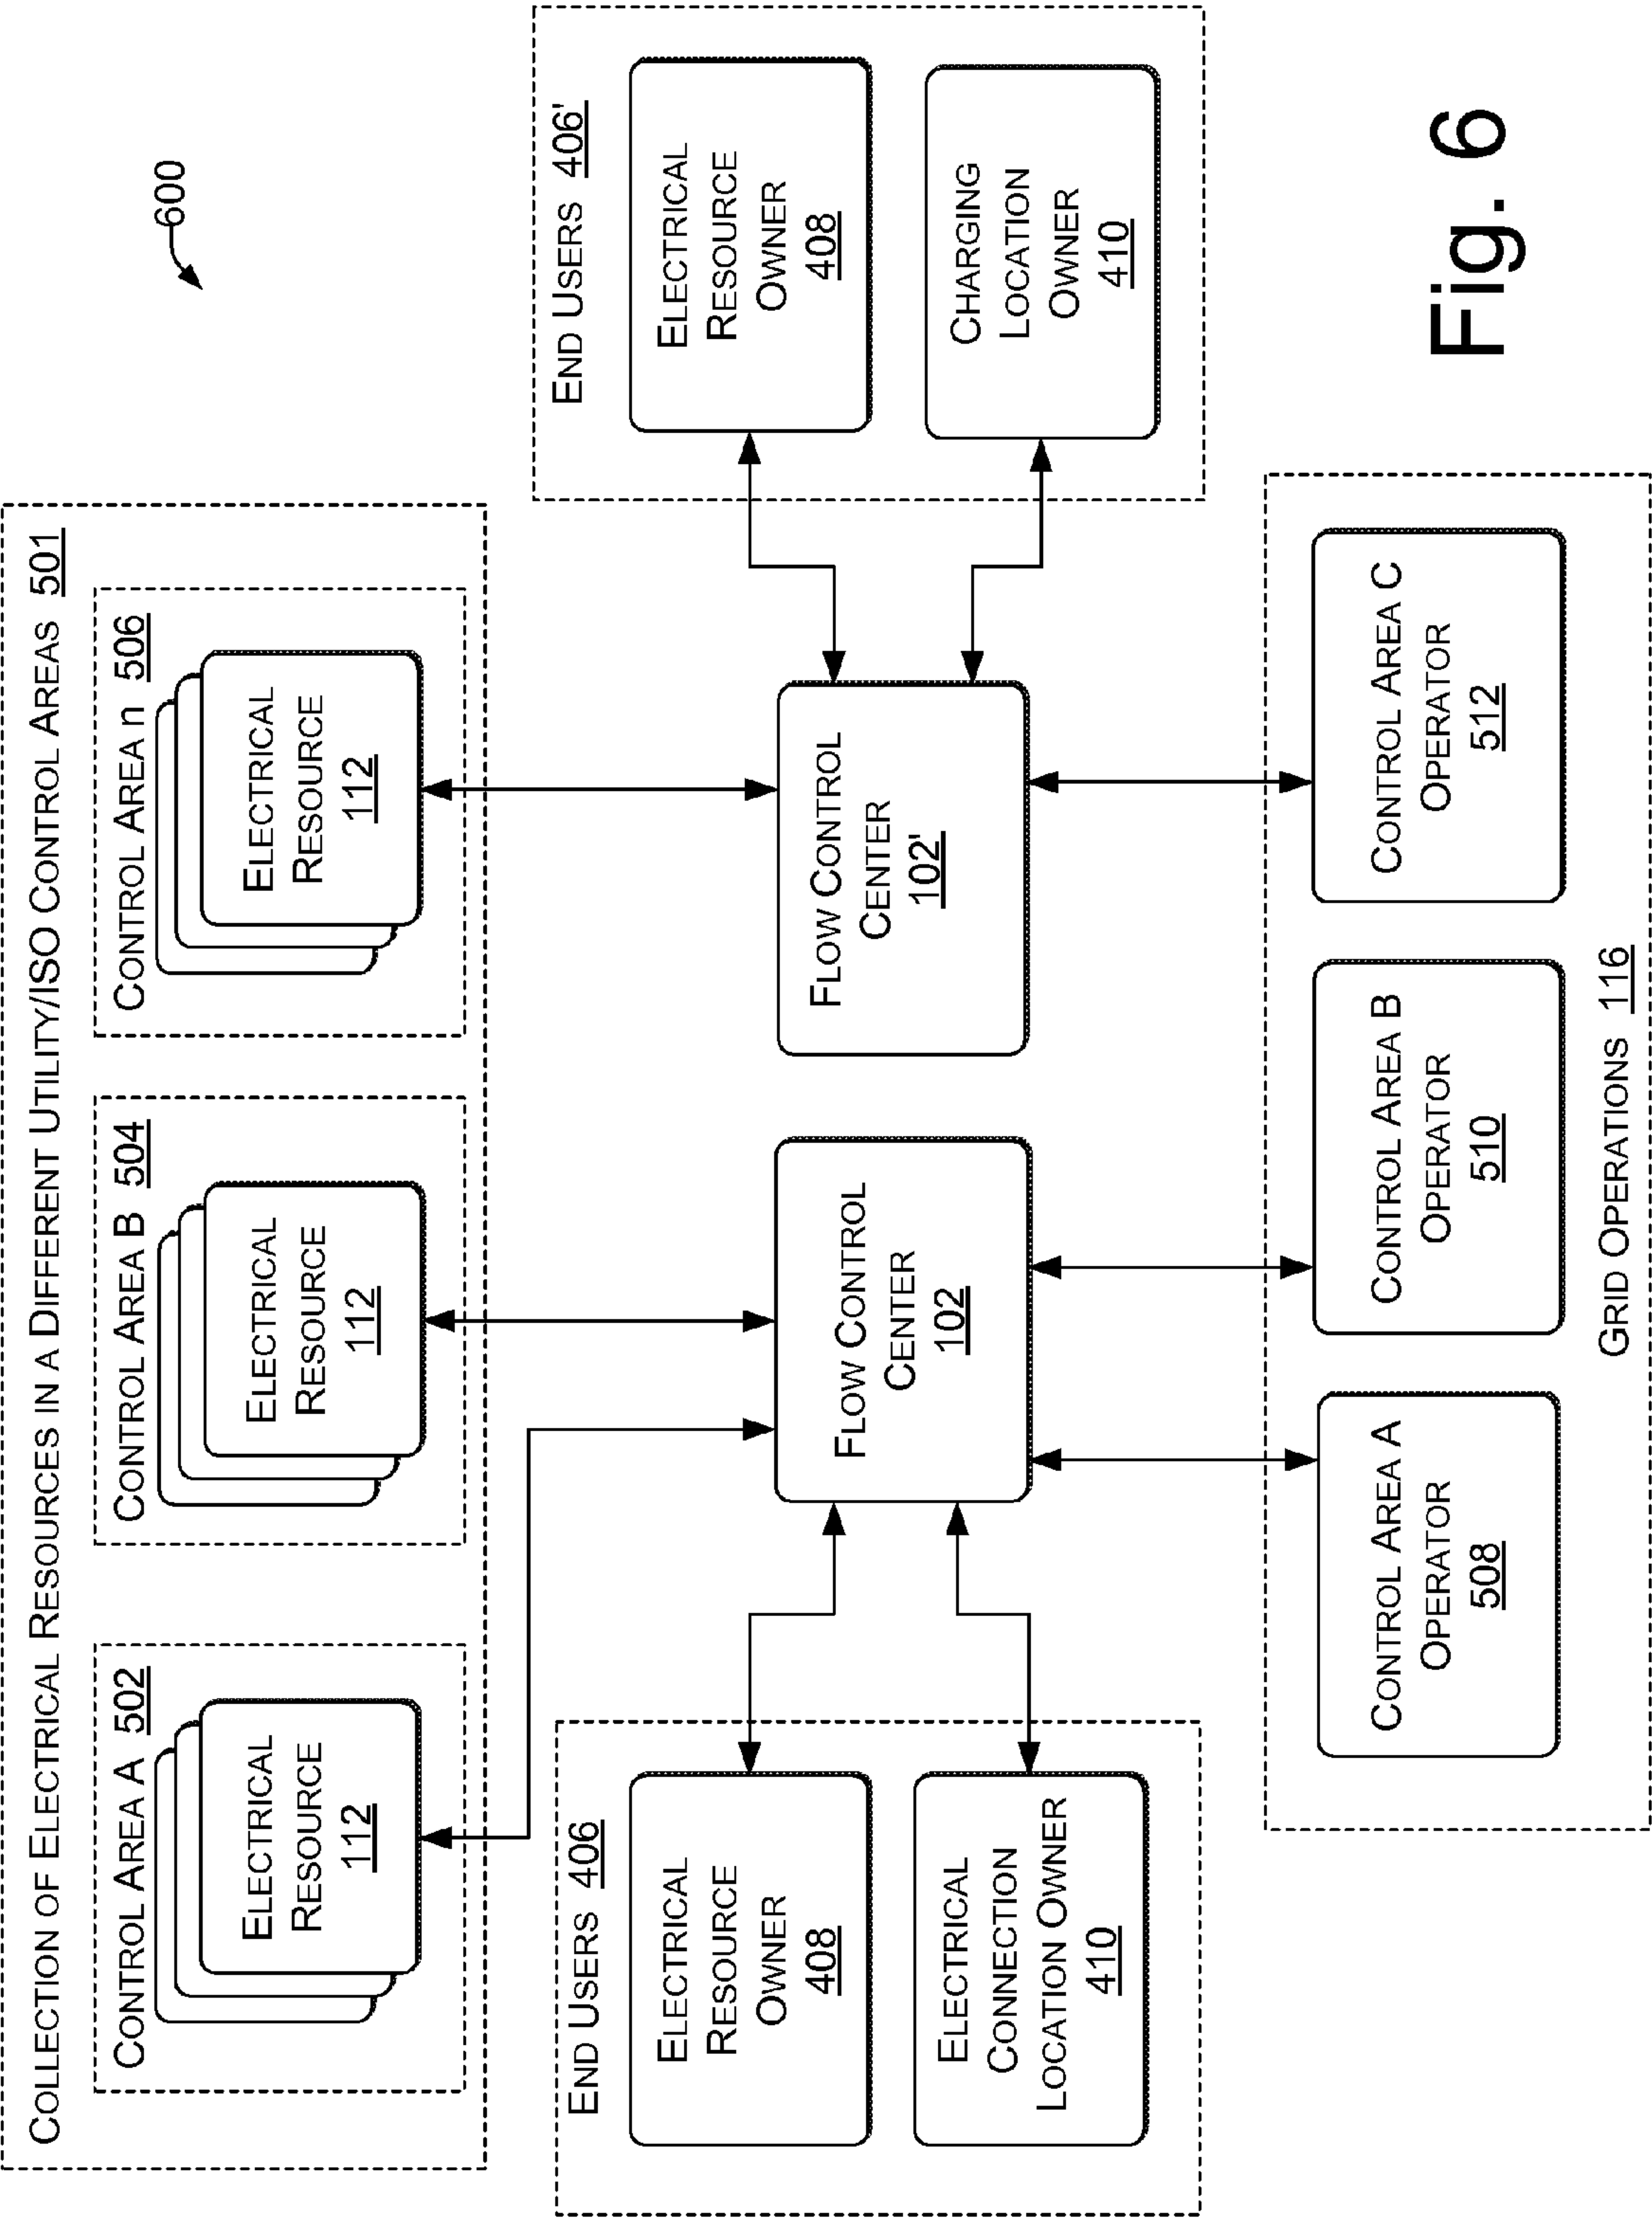 600
COLLECTION OF ELECTRICAL RESOURCES IN A DIFFERENT UTILITY/ISO CONTROL AREAS 501
CONTROL AREA A 502
ELECTRICAL
RESOURCE
112
CONTROL AREA B 504
ELECTRICAL
RESOURCE
112
CONTROL AREA n 506
ELECTRICAL
RESOURCE
112
END USERS 406
ELECTRICAL
RESOURCE
OWNER
408
ELECTRICAL
CONNECTION
LOCATION OWNER
410
FLOW CONTROL
CENTER
102
FLOW CONTROL
CENTER
102'
END USERS 406'
ELECTRICAL
RESOURCE
OWNER
408
CHARGING
LOCATION
OWNER
410
CONTROL AREA A
OPERATOR
508
CONTROL AREA B
OPERATOR
510
CONTROL AREA C
OPERATOR
512
GRID OPERATIONS 116
Fig. 6